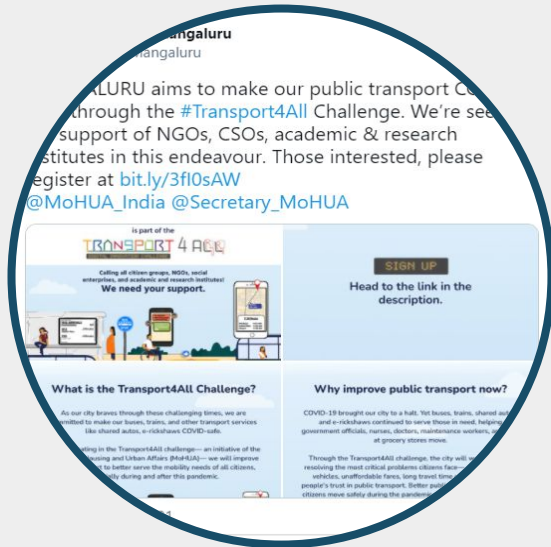 angaluru
angaluru
ALURU aims to make our public transport
through the #Transport4All Challenge. We're
support of NGOs, CSOs, academic & research
stitutes in this endeavour. Those interested, please
egister at bit.ly/3fI0sAW
@MoHUA_India @Secretary_MoHUA
is part of the
TRANSPORT 4 ALL
DIGITAL INNOVATION CHALLENGE
Calling all citizen groups, NGOs, social
enterprises, and academic and research institutes!
We need your support.
SIGN UP
Head to the link in the
description.
What is the Transport4All Challenge?
As our city braves through these challenging times, we are
mitted to make our buses, trains, and other transport services
like shared autos, e-rickshaws COVID-safe.
ating in the Transport4All challenge— an initiative of the
ousing and Urban Affairs (MoHUA)— we will improve
to better serve the mobility needs of all citizens,
ally during and after this pandemic.
Why improve public transport now?
COVID-19 brought our city to a halt. Yet buses, trains, shared
and e-rickshaws continued to serve those in need, helping
government officials, nurses, doctors, maintenance workers,
at grocery stores move.
Through the Transport4All challenge, the city will
resolving the most critical problems citizens face—
vehicles, unaffordable fares, long travel time
people's trust in public transport. Better
citizens move safely during the pandemic